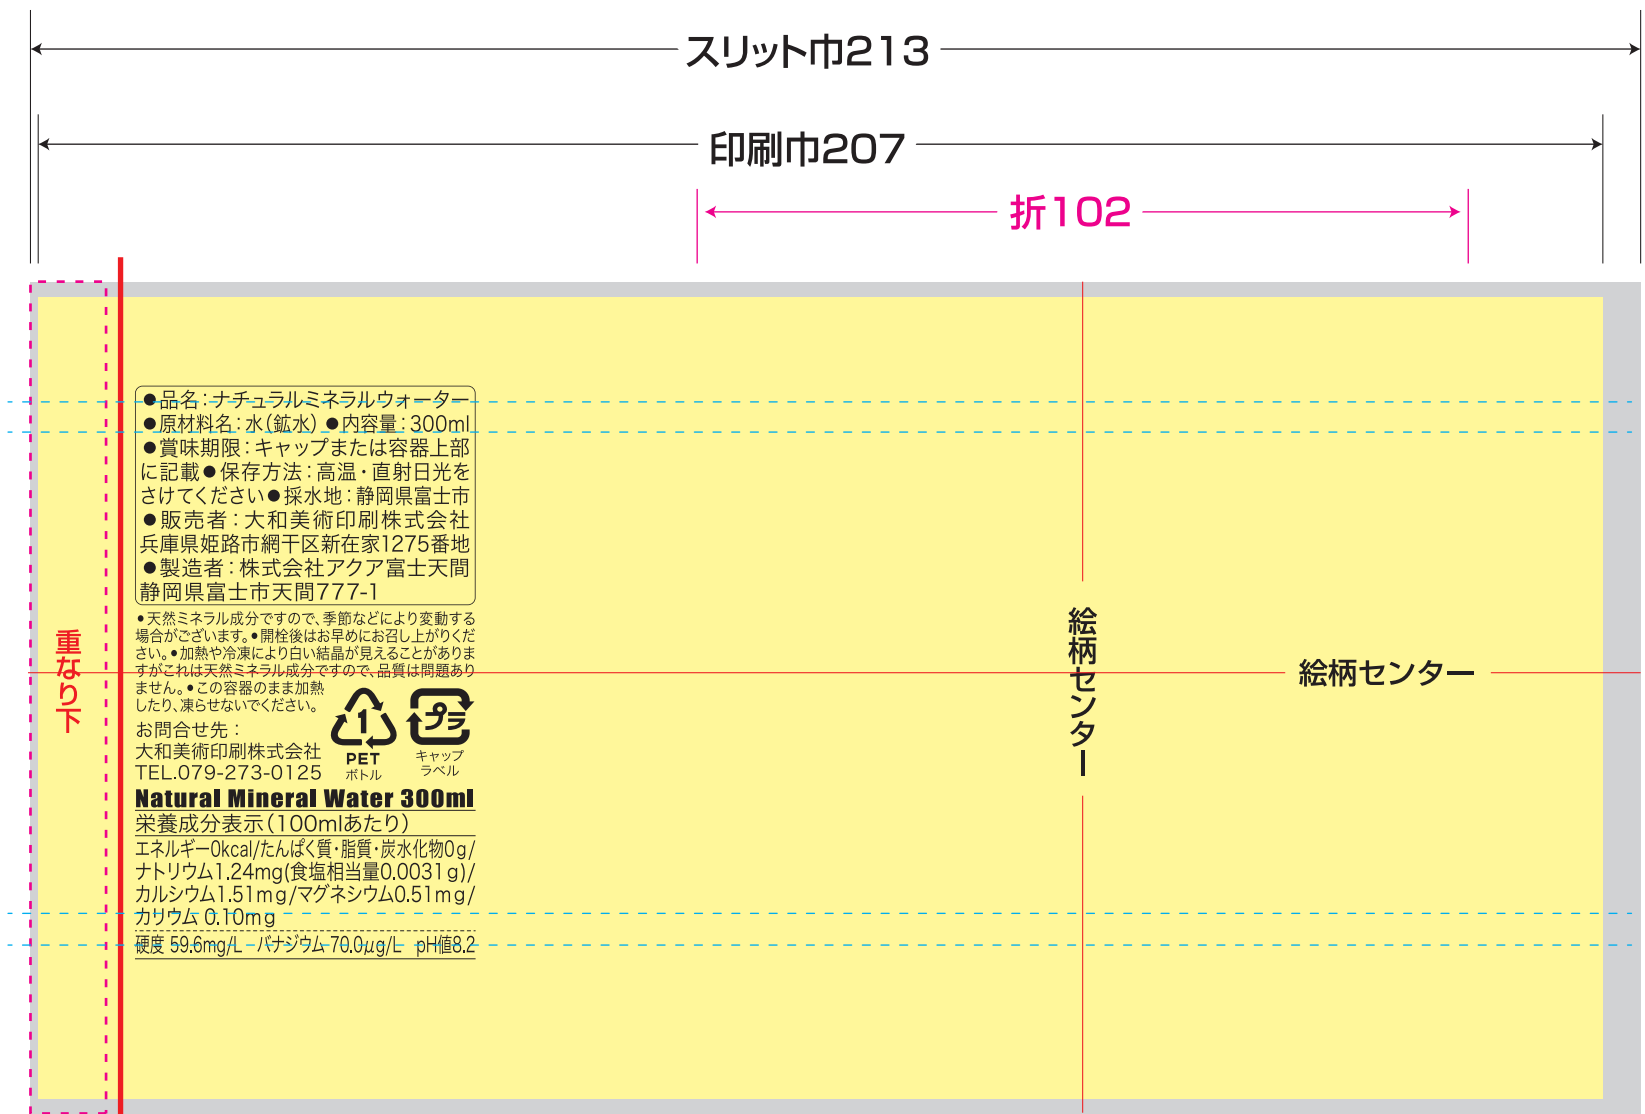 スリット巾213
印刷巾207
折102
●品名：ナチュラルミネラルウォーター
●原材料名：水（鉱水）●内容量：300ml
●賞味期限：キャップまたは容器上部
に記載●保存方法：高温・直射日光を
さけてください●採水地：静岡県富士市
●販売者：大和美術印刷株式会社
兵庫県姫路市網干区新在家1275番地
●製造者：株式会社アクア富士天間
静岡県富士市天間777-1
•天然ミネラル成分ですので、季節などにより変動する
場合がございます。•開栓後はお早めにお召し上がりくだ
さい。•加熱や冷凍により白い結晶が見えることがありま
すがこれは天然ミネラル成分ですので、品質は問題あり
ません。•この容器のまま加熱
したり、凍らせないでください。
お問合せ先：
大和美術印刷株式会社
TEL.079-273-0125
1
PET
ボトル
プラ
キャップ
ラベル
Natural Mineral Water 300ml
栄養成分表示（100mlあたり）
エネルギー0kcal/たんぱく質・脂質・炭水化物0g/
ナトリウム1.24mg(食塩相当量0.0031g)/
カルシウム1.51mg/マグネシウム0.51mg/
カリウム 0.10mg
硬度 59.6mg/L　バナジウム 70.0μg/L　pH値8.2
重なり下
絵柄センター
絵柄センター